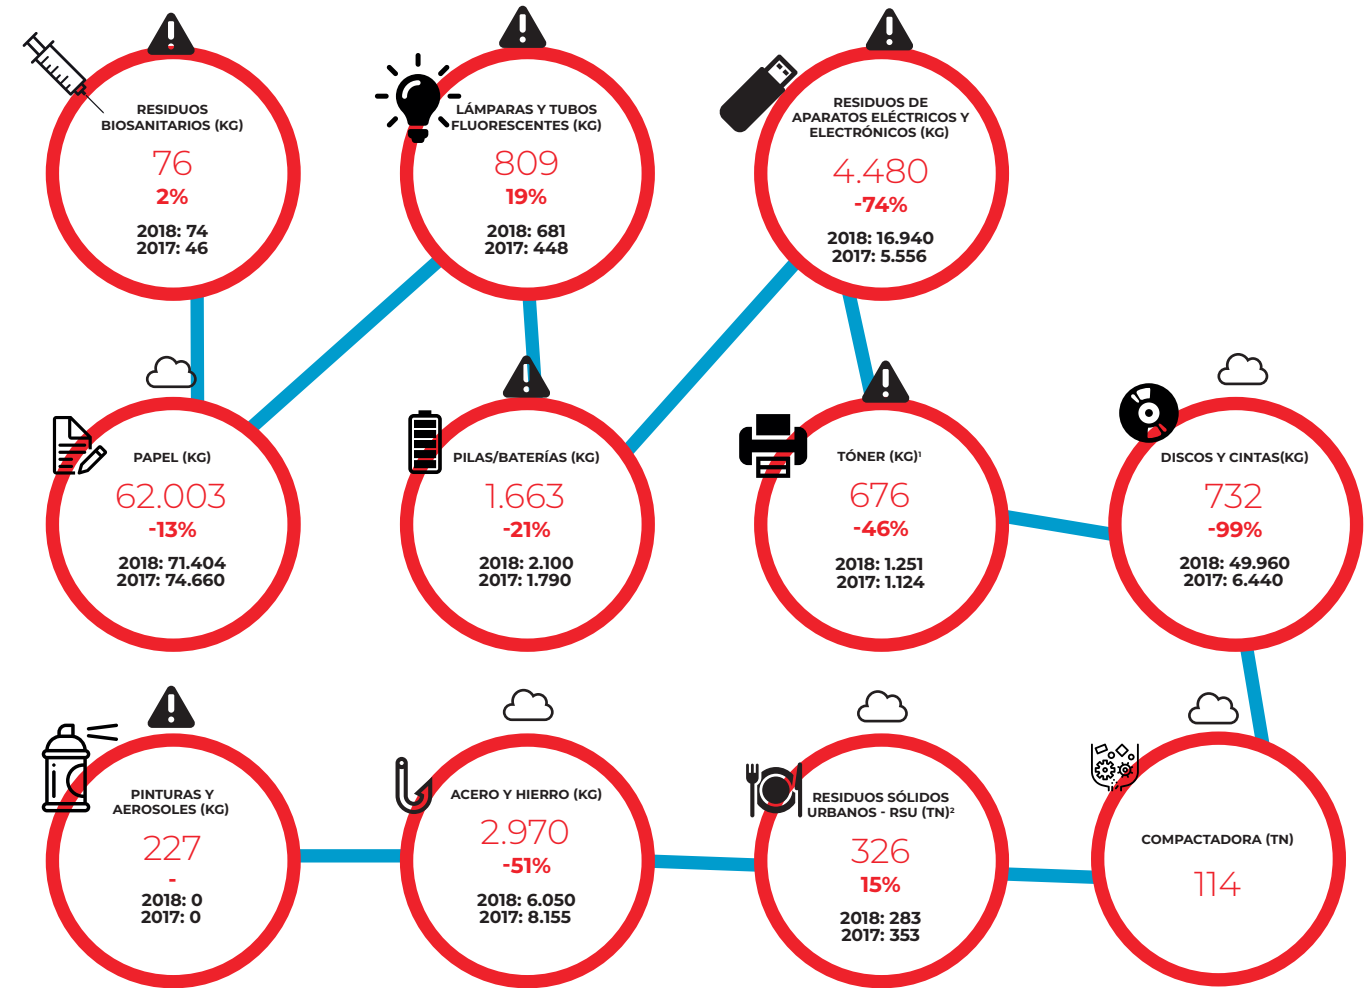 RESIDUOS
BIOSANITARIOS (KG)
76
2%
2018: 74
2017: 46
LÁMPARAS Y TUBOS
FLUORESCENTES (KG)
809
19%
2018: 681
2017: 448
RESIDUOS DE
APARATOS ELÉCTRICOS Y
ELECTRÓNICOS (KG)
4.480
-74%
2018: 16.940
2017: 5.556
PAPEL (KG)
62.003
-13%
2018: 71.404
2017: 74.660
PILAS/BATERÍAS (KG)
1.663
-21%
2018: 2.100
2017: 1.790
TÓNER (KG)¹
676
-46%
2018: 1.251
2017: 1.124
DISCOS Y CINTAS(KG)
732
-99%
2018: 49.960
2017: 6.440
PINTURAS Y
AEROSOLES (KG)
227
-
2018: 0
2017: 0
ACERO Y HIERRO (KG)
2.970
-51%
2018: 6.050
2017: 8.155
RESIDUOS SÓLIDOS
URBANOS - RSU (TN)²
326
15%
2018: 283
2017: 353
COMPACTADORA (TN)
114